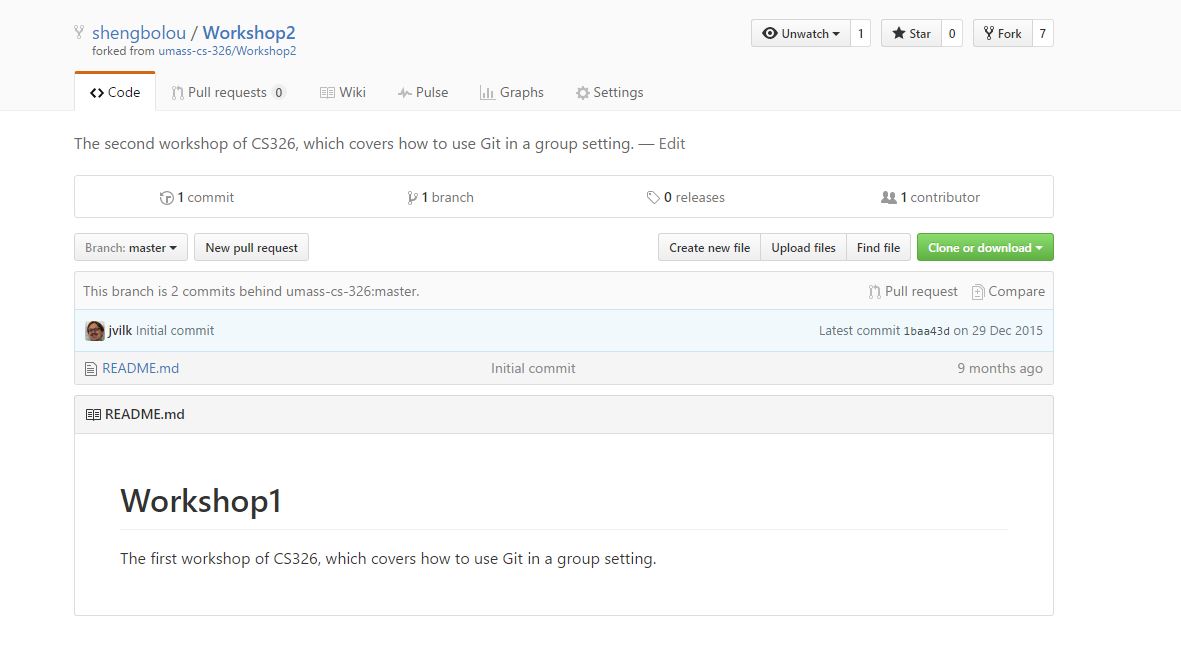 shengbolou / Workshop2 Unwatch 1 Star 0 Fork 7
forked from umass-cs-326/Workshop2
Code Pull requests 0 Wiki Pulse Graphs Settings
The second workshop of CS326, which covers how to use Git in a group setting. — Edit
1 commit 1 branch 0 releases 1 contributor
Branch: master New pull request Create new file Upload files Find file Clone or download
This branch is 2 commits behind umass-cs-326:master. Pull request Compare
jvilk Initial commit Latest commit 1baa43d on 29 Dec 2015
README.md Initial commit 9 months ago
README.md
Workshop1
The first workshop of CS326, which covers how to use Git in a group setting.